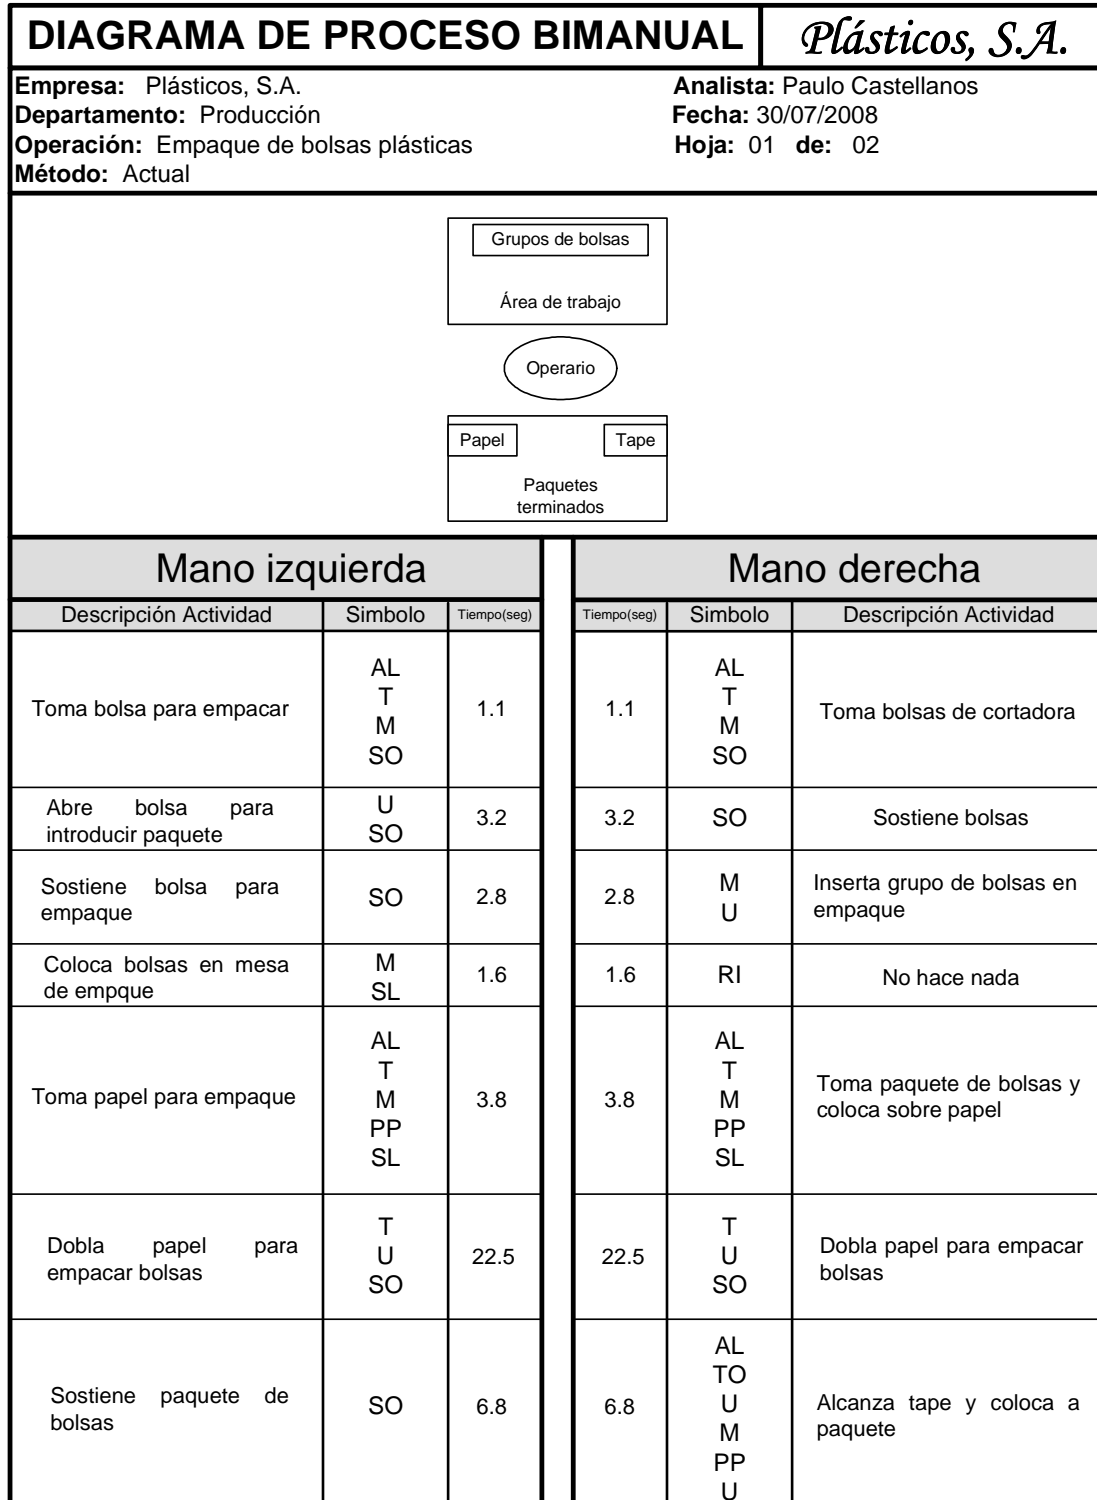 DIAGRAMA DE PROCESO BIMANUAL
Plásticos, S.A.
Empresa: Plásticos, S.A.
Analista: Paulo Castellanos
Departamento: Producción
Fecha: 30/07/2008
Operación: Empaque de bolsas plásticas
Hoja: 01 de: 02
Método: Actual
Grupos de bolsas
Área de trabajo
Operario
Papel
Tape
Paquetes
terminados
Mano izquierda
Mano derecha
Descripción Actividad
Simbolo
Tiempo(seg)
Tiempo(seg)
Simbolo
Descripción Actividad
Toma bolsa para empacar
AL
T
M
SO
1.1
1.1
AL
T
M
SO
Toma bolsas de cortadora
Abre bolsa para
introducir paquete
U
SO
3.2
3.2
SO
Sostiene bolsas
Sostiene bolsa para
empaque
SO
2.8
2.8
M
U
Inserta grupo de bolsas en
empaque
Coloca bolsas en mesa
de empque
M
SL
1.6
1.6
RI
No hace nada
Toma papel para empaque
AL
T
M
PP
SL
3.8
3.8
AL
T
M
PP
SL
Toma paquete de bolsas y
coloca sobre papel
Dobla papel para
empacar bolsas
T
U
SO
22.5
22.5
T
U
SO
Dobla papel para empacar
bolsas
Sostiene paquete de
bolsas
SO
6.8
6.8
AL
TO
U
M
PP
U
Alcanza tape y coloca a
paquete